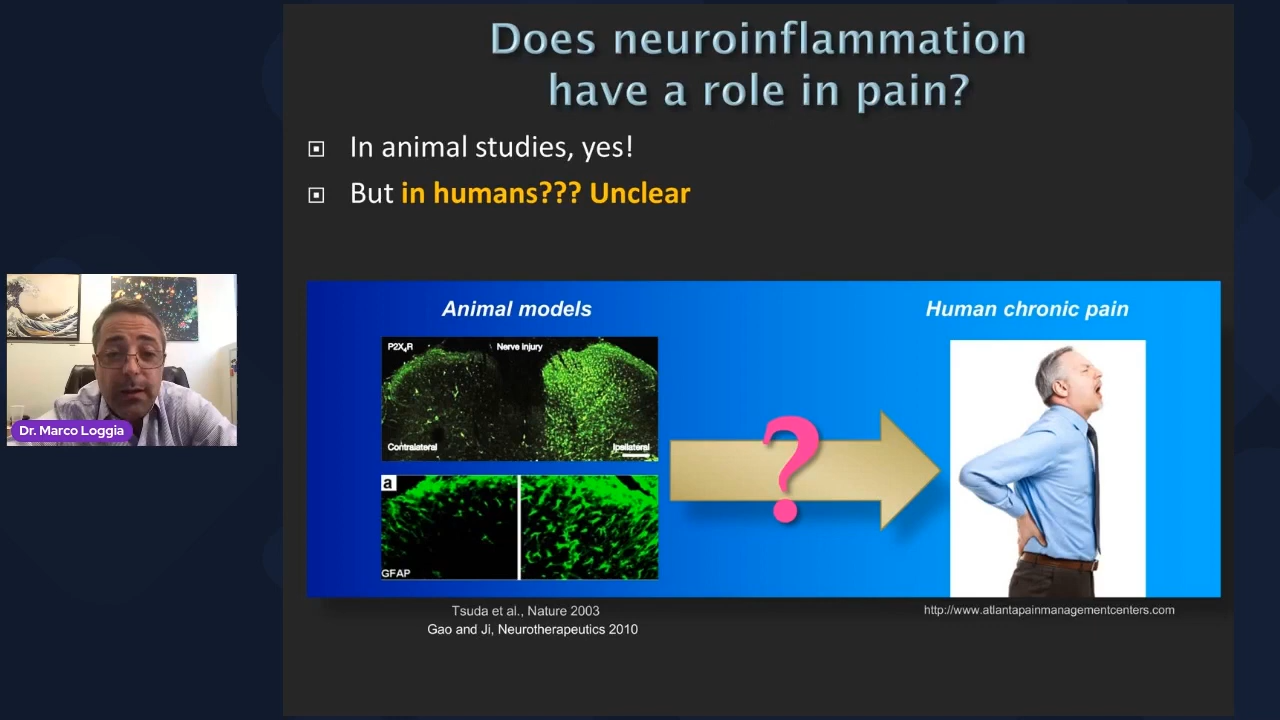 Does neuroinflammation
have a role in pain?
In animal studies, yes!
But in humans??? Unclear
Animal models
Human chronic pain
P2X₄R
Nerve injury
Contralateral
Ipsilateral
?
a
GFAP
Tsuda et al., Nature 2003
Gao and Ji, Neurotherapeutics 2010
http://www.atlantapainmanagementcenters.com
Dr. Marco Loggia